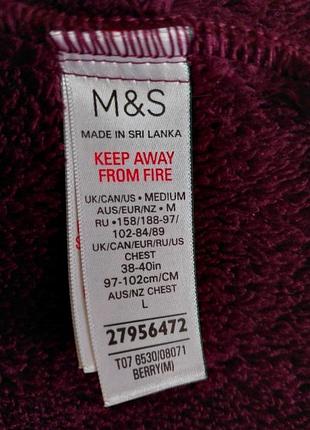 M&S
MADE IN SRI LANKA
KEEP AWAY
FROM FIRE
UK/CAN/US • MEDIUM
AUS/EUR/NZ • M
RU •158/188-97/
102-84/89
UK/CAN/EUR/RU/US
CHEST
38-40in
97-102cm/CM
AUS/NZ CHEST
L
27956472
T07 6530/08071
BERRY(M)